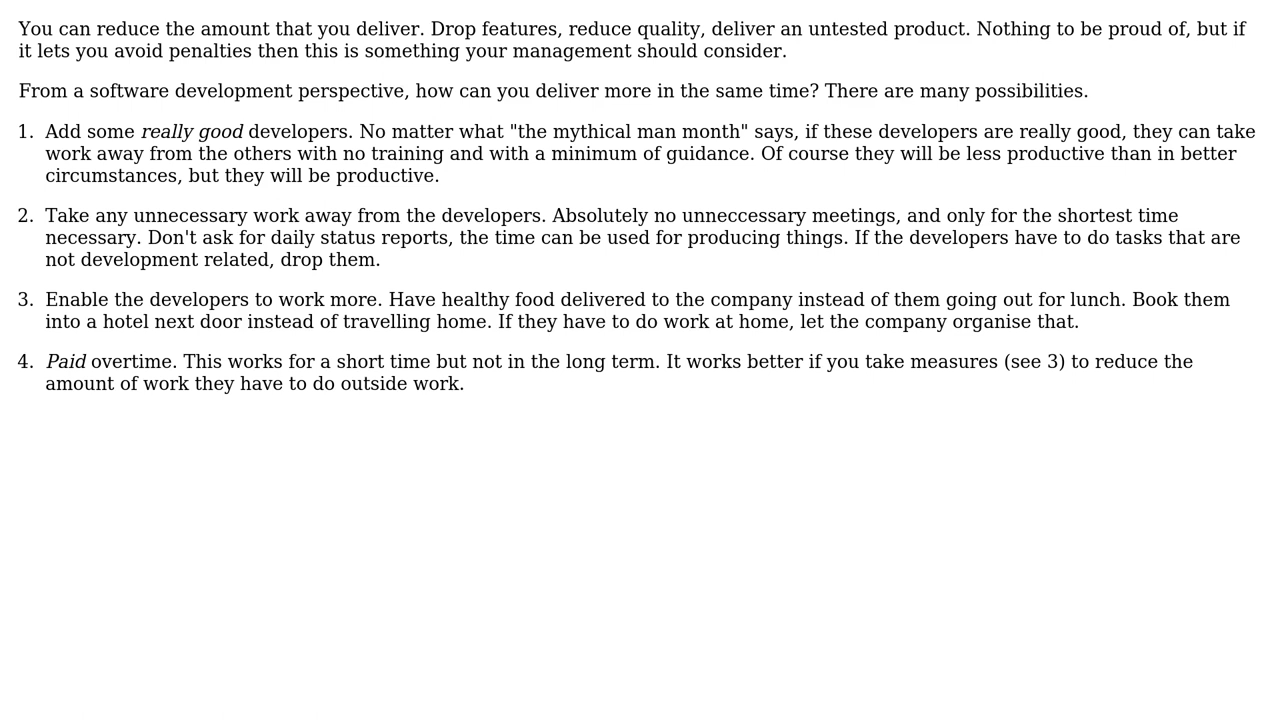 You can reduce the amount that you deliver. Drop features, reduce quality, deliver an untested product. Nothing to be proud of, but if
it lets you avoid penalties then this is something your management should consider.
From a software development perspective, how can you deliver more in the same time? There are many possibilities.
1. Add some really good developers. No matter what "the mythical man month" says, if these developers are really good, they can take
work away from the others with no training and with a minimum of guidance. Of course they will be less productive than in better
circumstances, but they will be productive.
2. Take any unnecessary work away from the developers. Absolutely no unneccessary meetings, and only for the shortest time
necessary. Don't ask for daily status reports, the time can be used for producing things. If the developers have to do tasks that are
not development related, drop them.
3. Enable the developers to work more. Have healthy food delivered to the company instead of them going out for lunch. Book them
into a hotel next door instead of travelling home. If they have to do work at home, let the company organise that.
4. Paid overtime. This works for a short time but not in the long term. It works better if you take measures (see 3) to reduce the
amount of work they have to do outside work.